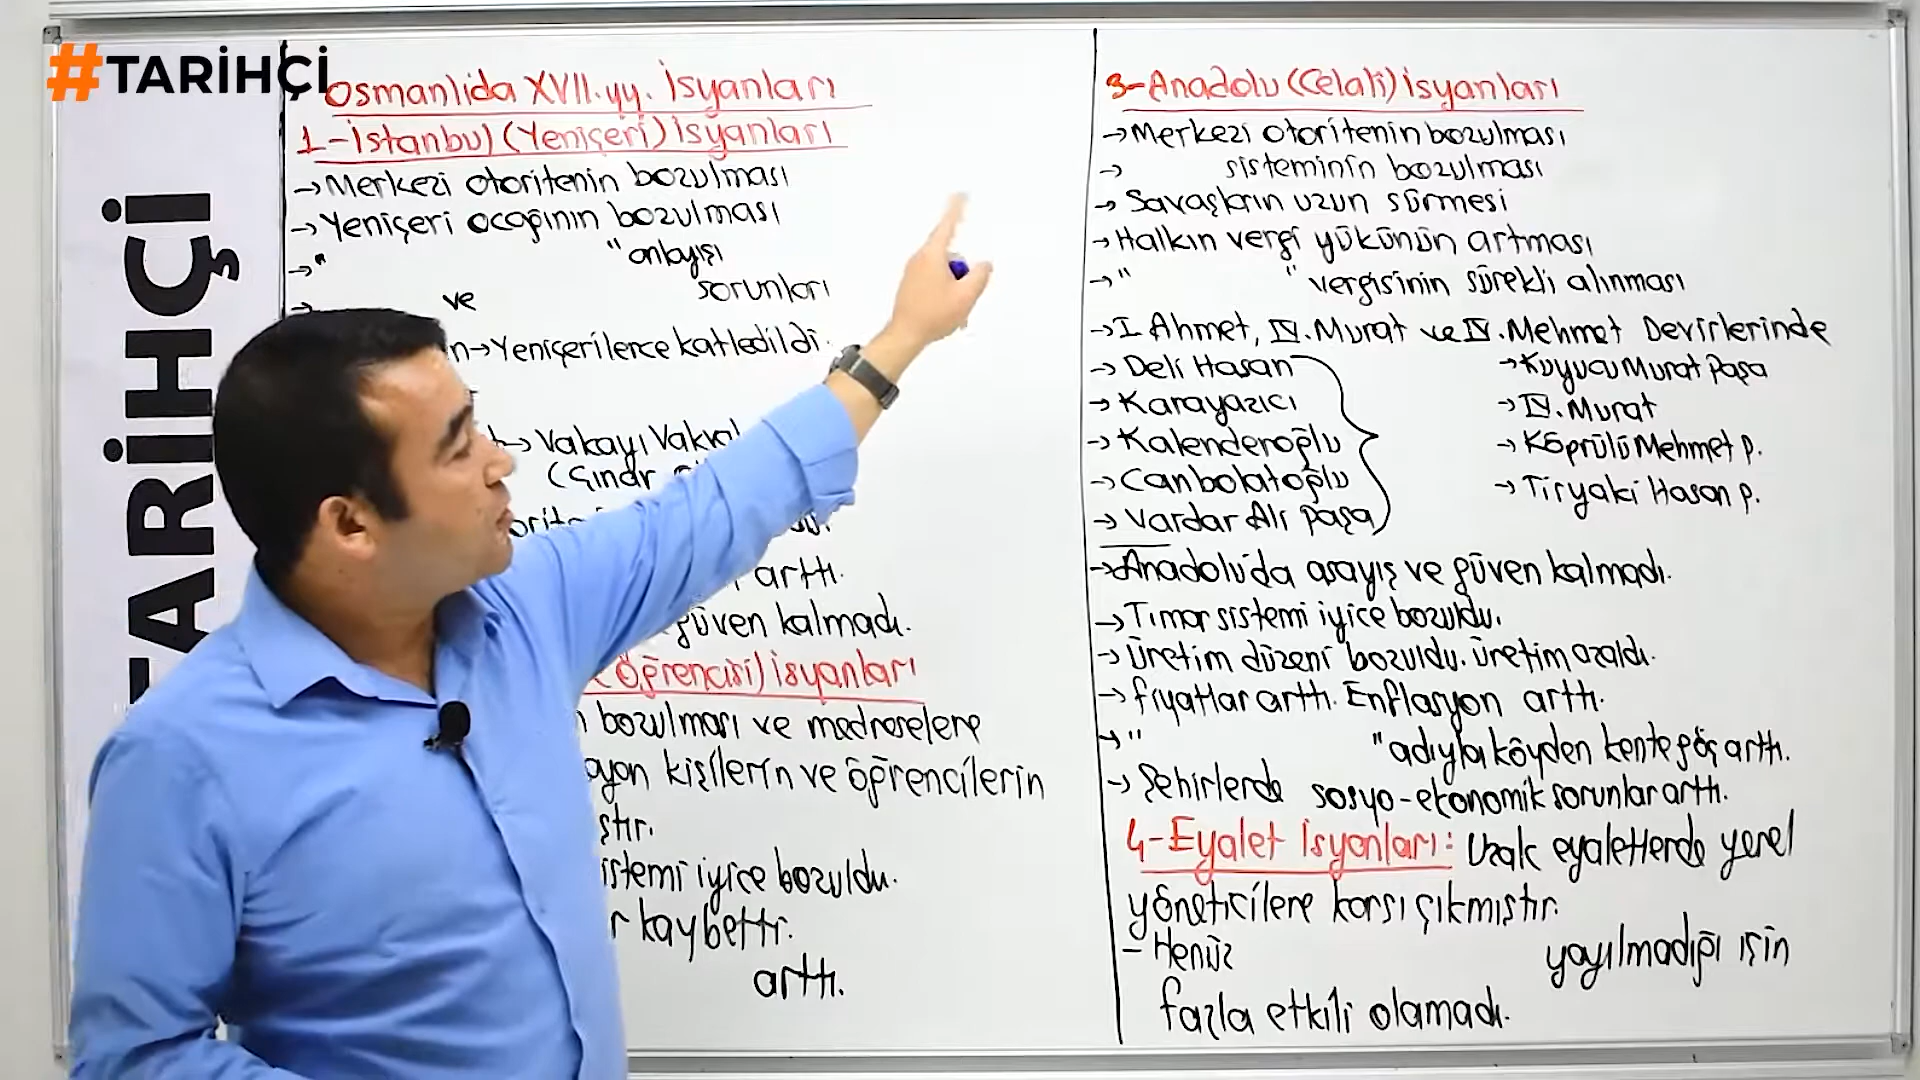 #TARİHÇİ
TARİHÇİ
Osmanlida XVII.yy. İsyanları
1-İstanbul (Yeniçeri) İsyanları
→Merkezi otoritenin bozulması
→Yeniçeri ocağının bozulması
→" "anlayışı
→ ve sorunları
n→Yeniçerilerce katledildi.
→Vakayı
(Çınar
arttı.
güven kalmadı.
Öğrencisi) isyanları
bozulması ve medreselere
kişilerin ve öğrencilerin
ştır.
istemi iyice bozuldu.
r kaybetti.
arttı.
3-Anadolu (Celali) isyanları
→Merkezi otoritenin bozulması
→ sisteminin bozulması
→ Savaşların uzun sürmesi
→Halkın vergi yükünün artması
→" "vergisinin sürekli alınması
→I. Ahmet, IV. Murat ve IV. Mehmet Devirlerinde
→ Deli Hasan →Kuyucu Murat Paşa
→ Karayazıcı →IV. Murat
→ Kalenderoğlu →Köprülü Mehmet p.
→ Canbolatoğlu →Tiryaki Hasan p.
→ Vardar Ali paşa
→Anadolu'da asayiş ve güven kalmadı.
→ Tımar sistemi iyice bozuldu.
→ üretim düzeni bozuldu. üretim azaldı.
→ fiyatlar arttı. Enflasyon arttı.
→" "adıyla köyden kente göç arttı.
→ Şehirlerde sosyo-ekonomik sorunlar arttı.
4-Eyalet İsyanları: Uzak eyaletlerde yerel
yöneticilere karşı çıkmıştır.
- Henüz yayılmadığı için
fazla etkili olamadı.